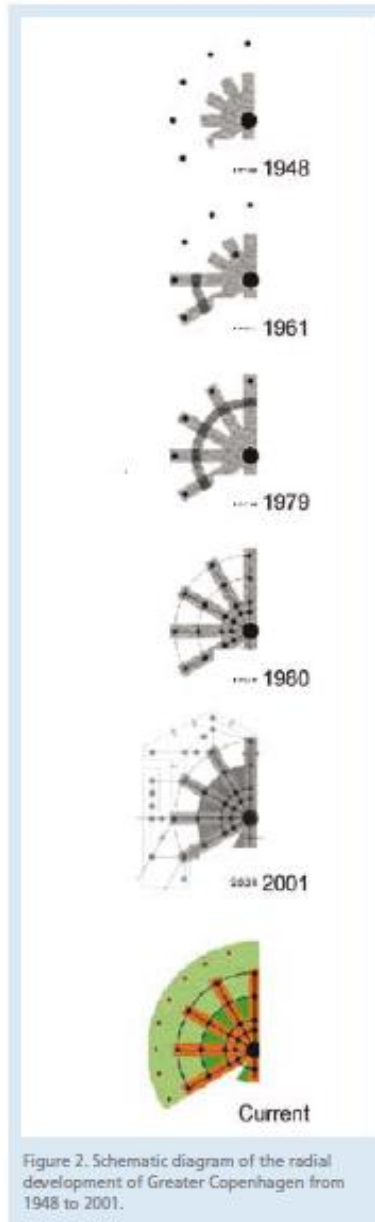 1948
1961
1979
1980
2001
Current
Figure 2. Schematic diagram of the radial
development of Greater Copenhagen from
1948 to 2001.